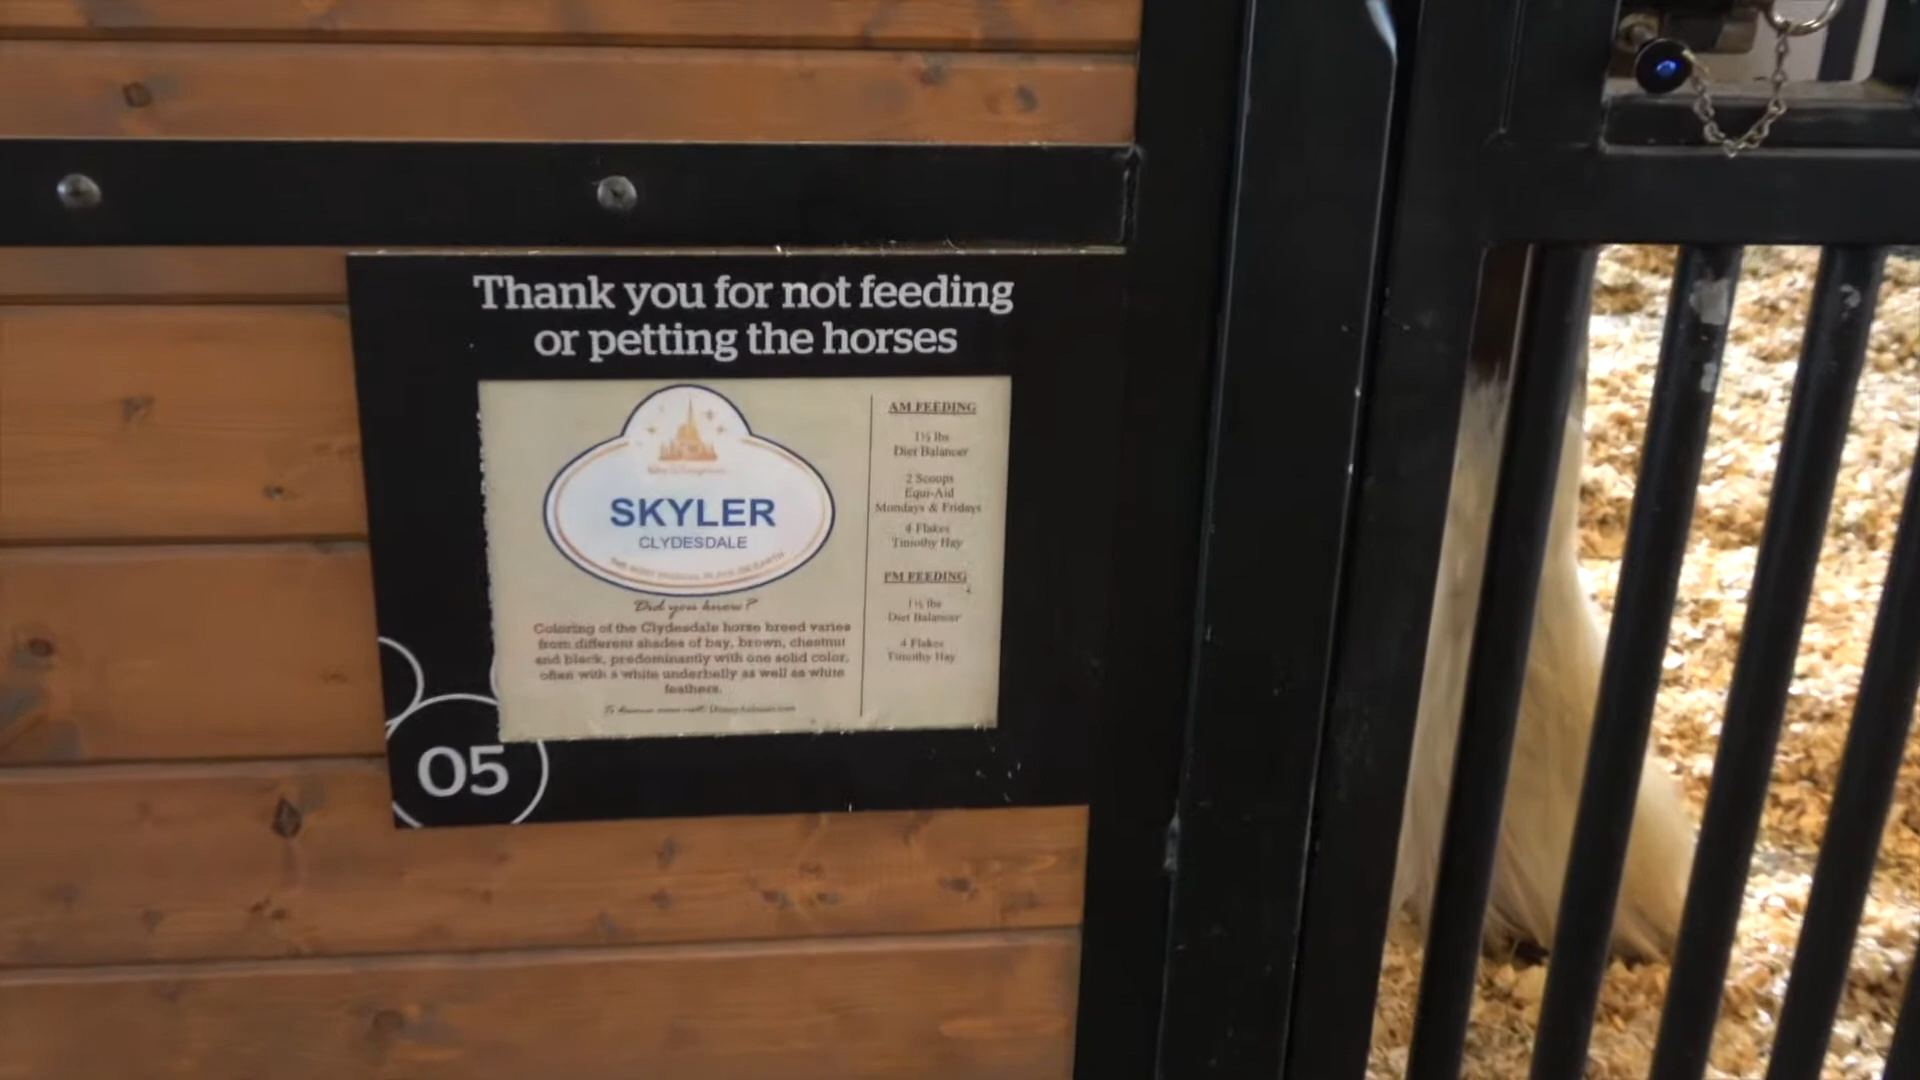 Thank you for not feeding
or petting the horses
SKYLER
CLYDESDALE
Did you know?
Coloring of the Clydesdale horse breed varies
from different shades of bay, brown, chestnut
and black, predominantly with one solid color,
often with a white underbelly as well as white
feathers.
AM FEEDING
1½ lbs
Diet Balancer
2 Scoops
Equi-Aid
Mondays & Fridays
4 Flakes
Timothy Hay
PM FEEDING
1½ lbs
Diet Balancer
4 Flakes
Timothy Hay
05